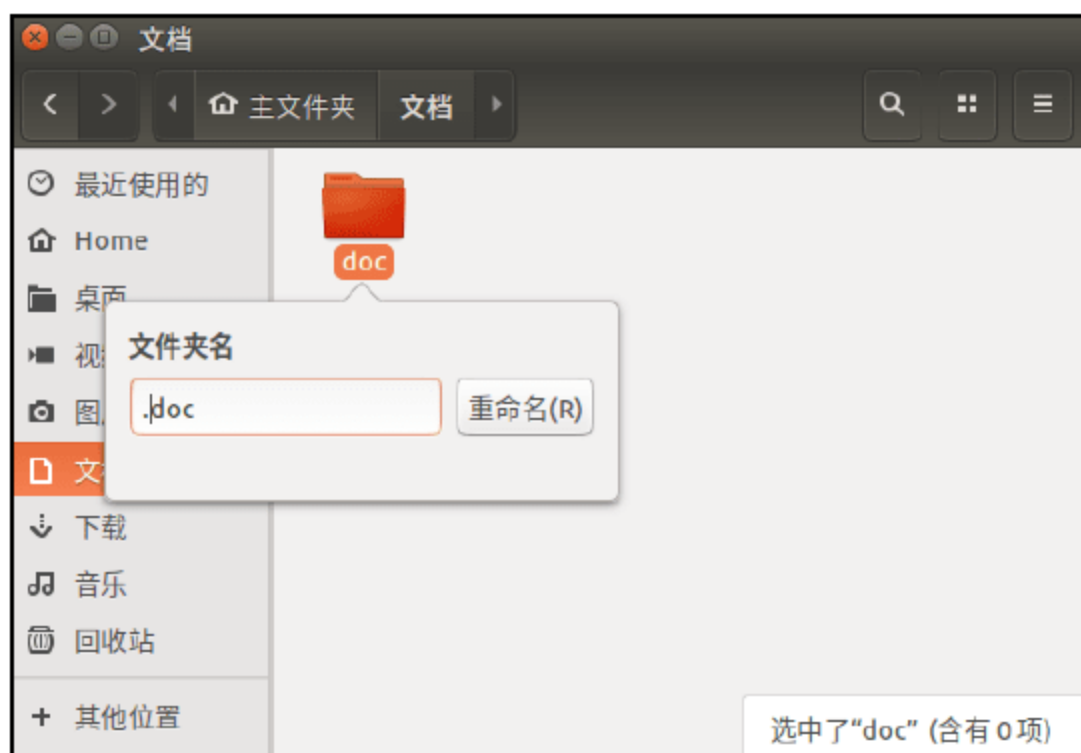 文档
主文件夹 文档
最近使用的
Home
桌面
doc
文件夹名
.doc
重命名(R)
下载
音乐
回收站
其他位置
选中了“doc” (含有 0 项)